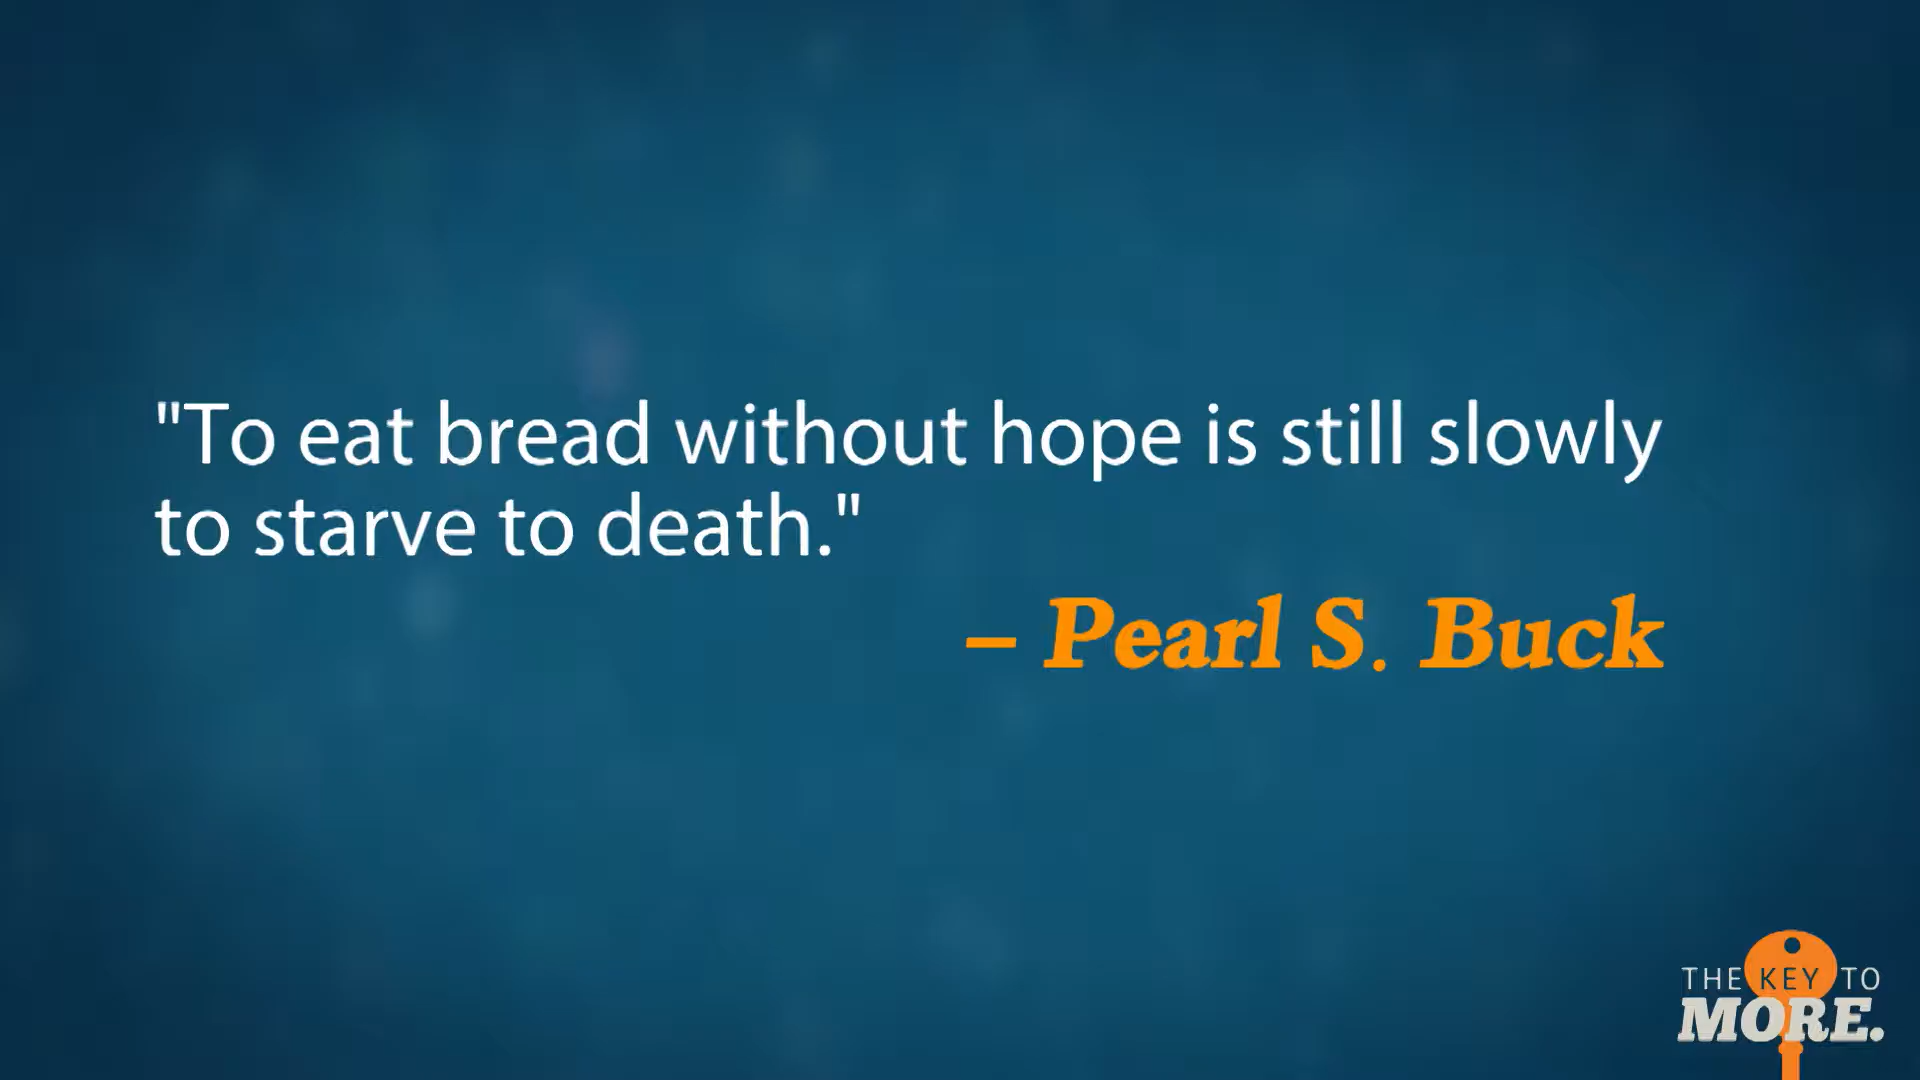 "To eat bread without hope is still slowly
to starve to death."
– Pearl S. Buck
THE KEY TO
MORE.